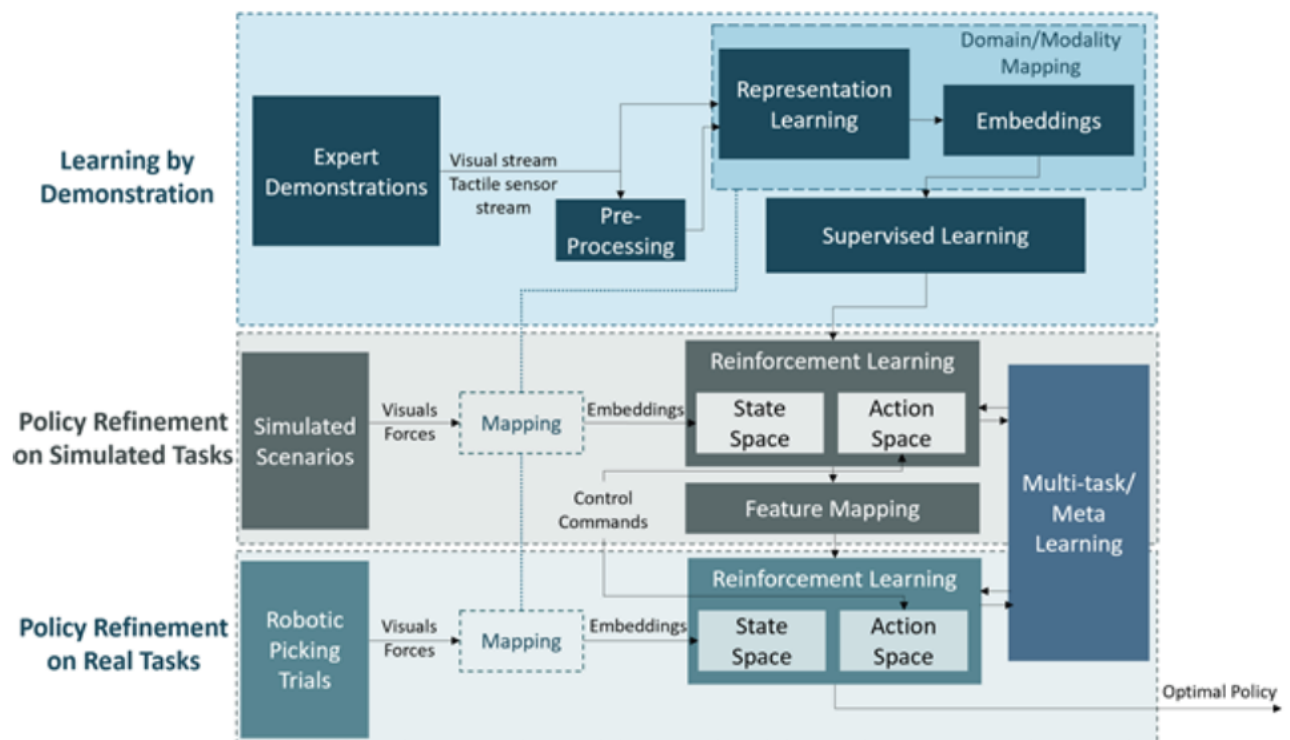 Domain/Modality
Mapping
Representation
Learning
Embeddings
Learning by
Demonstration
Expert
Demonstrations
Visual stream
Tactile sensor
stream
Pre-
Processing
Supervised Learning
Policy Refinement
on Simulated Tasks
Simulated
Scenarios
Visuals
Forces
Mapping
Embeddings
Reinforcement Learning
State
Space
Action
Space
Control
Commands
Feature Mapping
Multi-task/
Meta
Learning
Policy Refinement
on Real Tasks
Robotic
Picking
Trials
Visuals
Forces
Mapping
Embeddings
Reinforcement Learning
State
Space
Action
Space
Optimal Policy